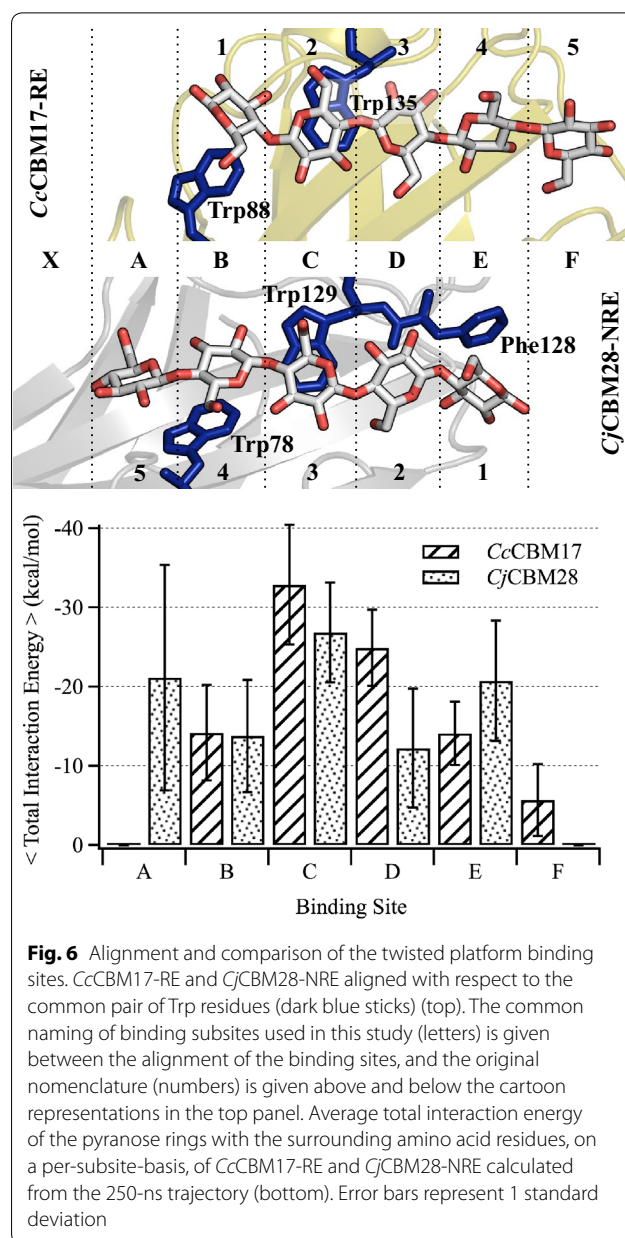 1 2 3 4 5
CcCBM17-RE
Trp135
Trp88
X A B C D E F
Trp129
Phe128
CjCBM28-NRE
Trp78
5 4 3 2 1
< Total Interaction Energy > (kcal/mol)
-40
-30
-20
-10
0
CcCBM17
CjCBM28
A B C D E F
Binding Site
Fig. 6 Alignment and comparison of the twisted platform binding
sites. CcCBM17-RE and CjCBM28-NRE aligned with respect to the
common pair of Trp residues (dark blue sticks) (top). The common
naming of binding subsites used in this study (letters) is given
between the alignment of the binding sites, and the original
nomenclature (numbers) is given above and below the cartoon
representations in the top panel. Average total interaction energy
of the pyranose rings with the surrounding amino acid residues, on
a per-subsite-basis, of CcCBM17-RE and CjCBM28-NRE calculated
from the 250-ns trajectory (bottom). Error bars represent 1 standard
deviation